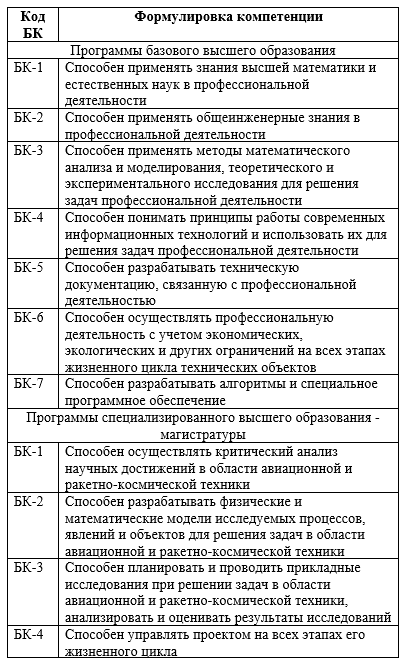 Код Формулировка компетенции
БК
Программы базового высшего образования
БК-1 Способен применять знания высшей математики и
естественных наук в профессиональной
деятельности
БК-2 Способен применять общеинженерные знания в
профессиональной деятельности
БК-3 Способен применять методы математического
анализа и моделирования, теоретического и
экспериментального исследования для решения
задач профессиональной деятельности
БК-4 Способен понимать принципы работы современных
информационных технологий и использовать их для
решения задач профессиональной деятельности
БК-5 Способен разрабатывать техническую
документацию, связанную с профессиональной
деятельностью
БК-6 Способен осуществлять профессиональную
деятельность с учетом экономических,
экологических и других ограничений на всех этапах
жизненного цикла технических объектов
БК-7 Способен разрабатывать алгоритмы и специальное
программное обеспечение
Программы специализированного высшего образования -
магистратуры
БК-1 Способен осуществлять критический анализ
научных достижений в области авиационной и
ракетно-космической техники
БК-2 Способен разрабатывать физические и
математические модели исследуемых процессов,
явлений и объектов для решения задач в области
авиационной и ракетно-космической техники
БК-3 Способен планировать и проводить прикладные
исследования при решении задач в области
авиационной и ракетно-космической техники,
анализировать и оценивать результаты исследований
БК-4 Способен управлять проектом на всех этапах его
жизненного цикла